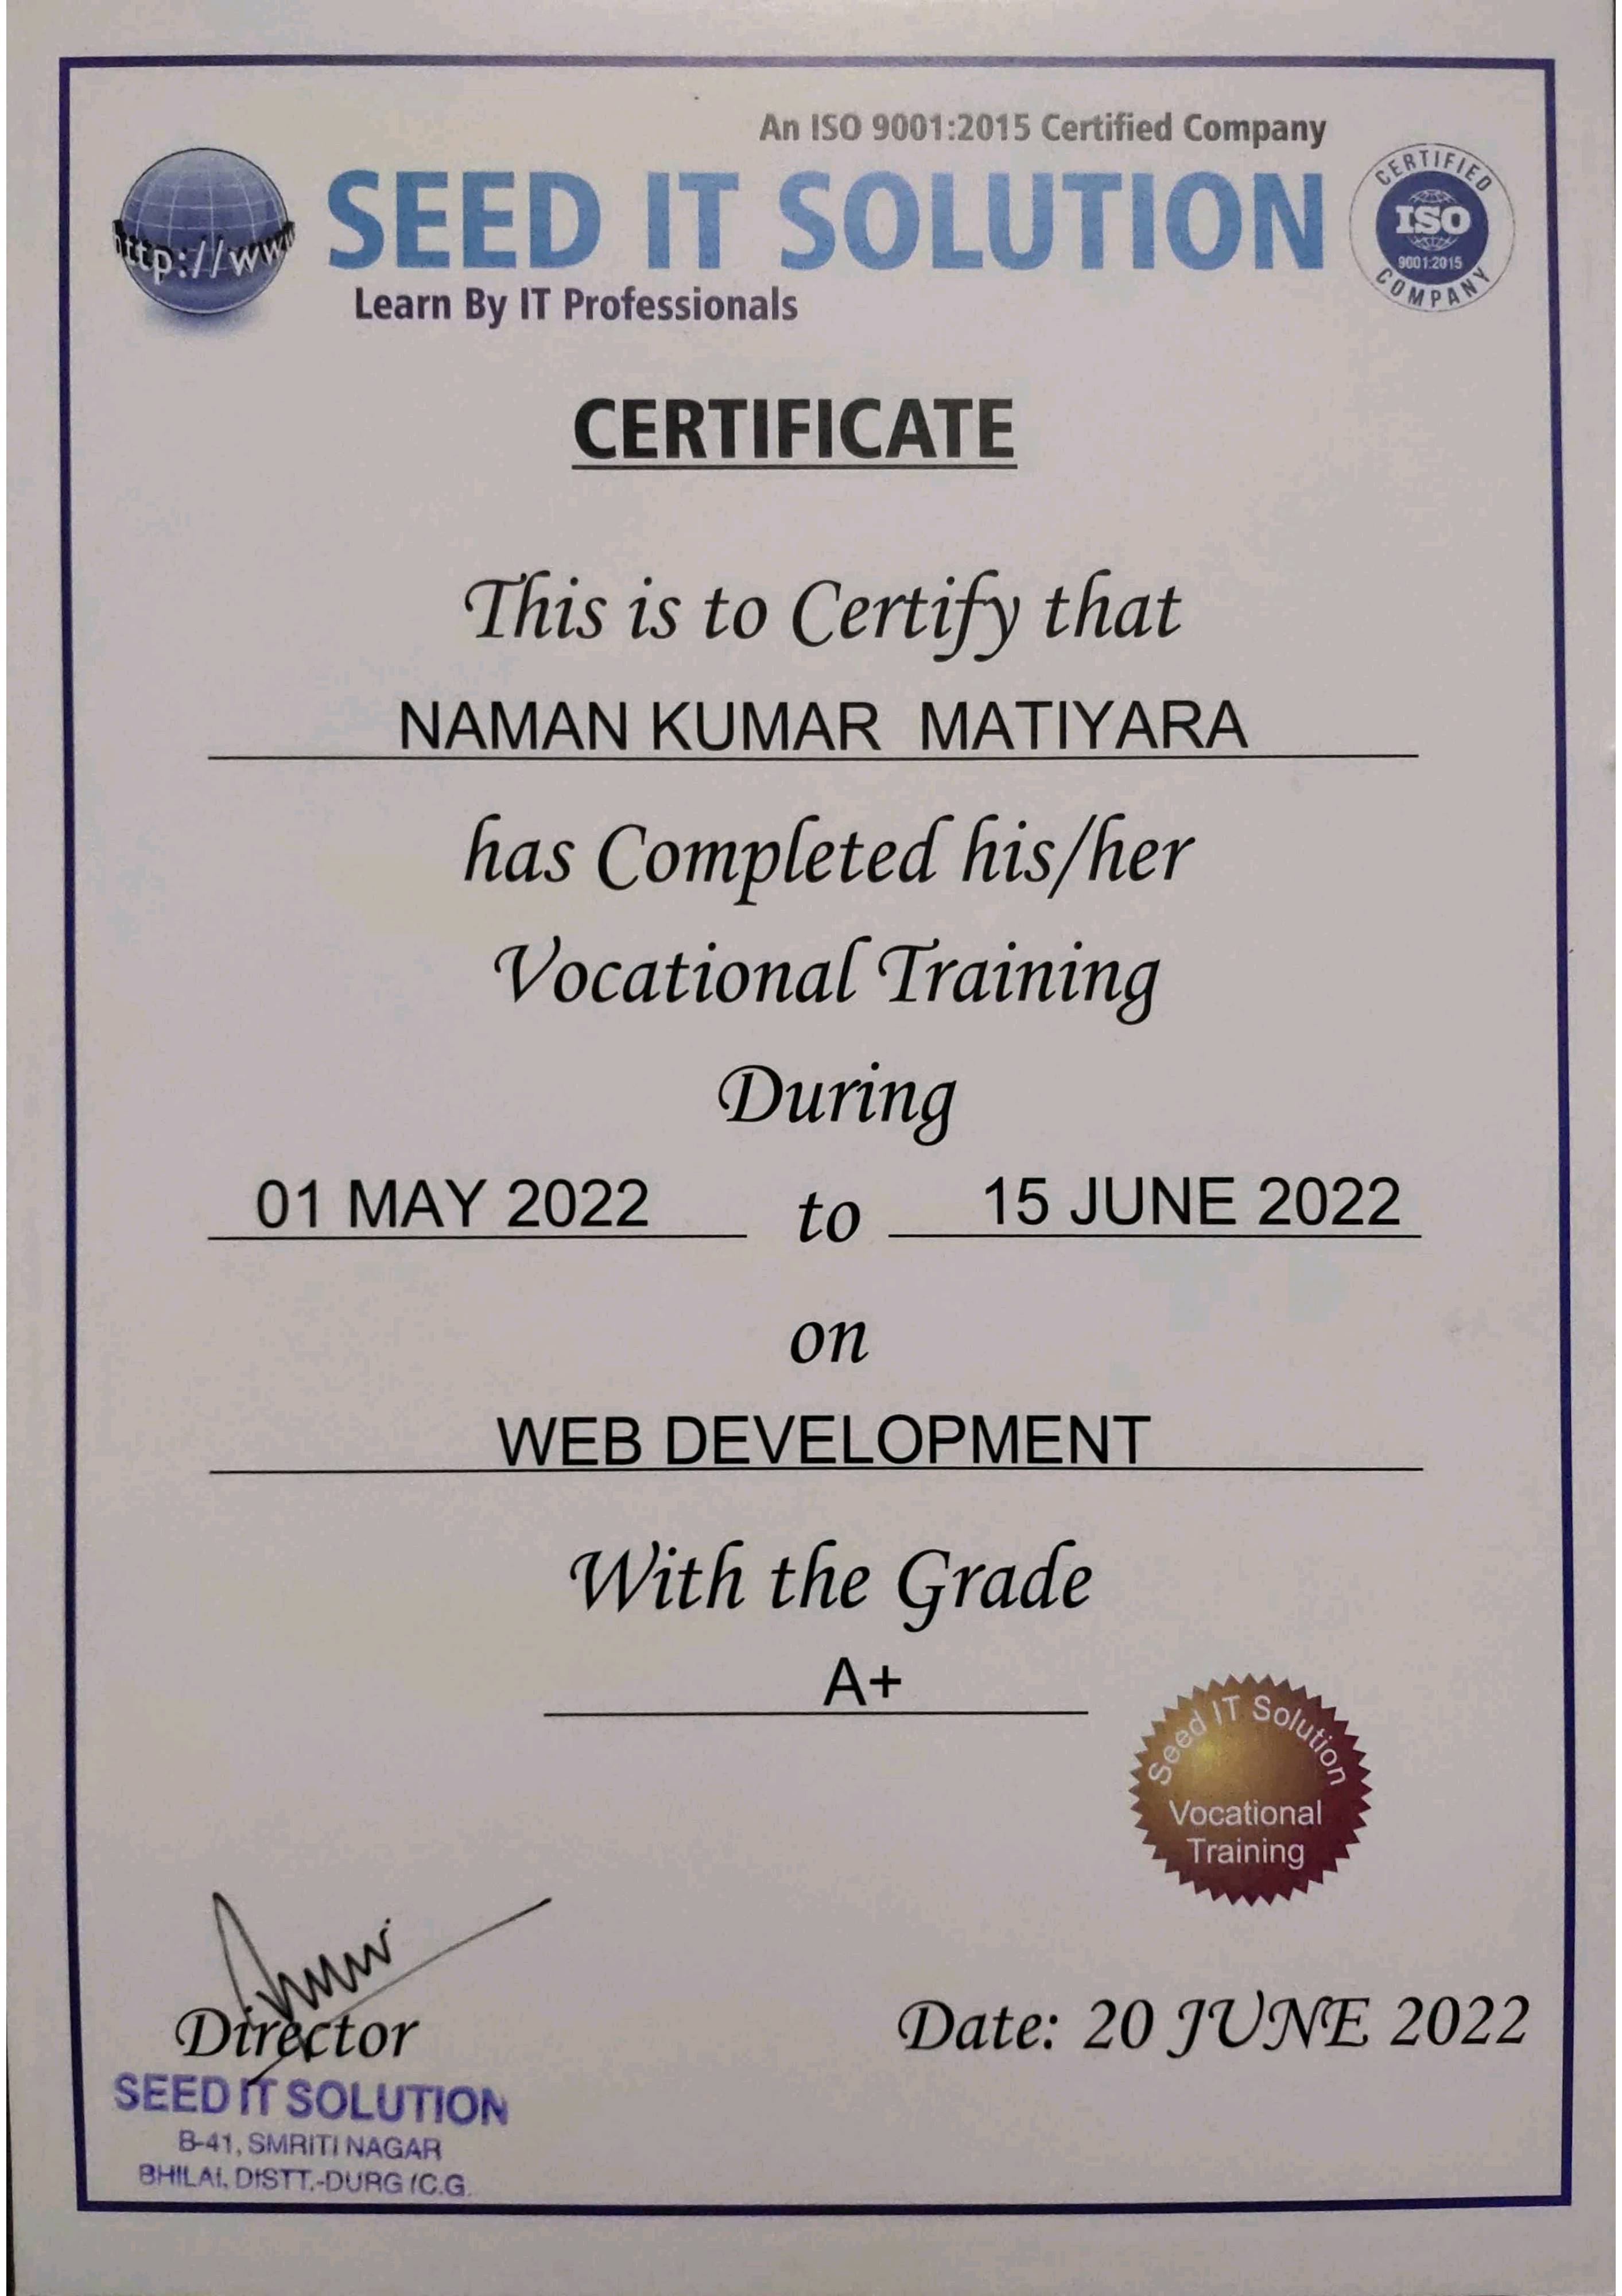 An ISO 9001:2015 Certified Company
http://www
SEED IT SOLUTION
CERTIFIED
ISO
9001:2015
COMPANY
Learn By IT Professionals
CERTIFICATE
This is to Certify that
NAMAN KUMAR MATIYARA
has Completed his/her
Vocational Training
During
01 MAY 2022 to 15 JUNE 2022
on
WEB DEVELOPMENT
With the Grade
A+
Seed IT Solution
Vocational
Training
Director
Date: 20 JUNE 2022
SEED IT SOLUTION
B-41, SMRITI NAGAR
BHILAI, DISTT.-DURG (C.G.